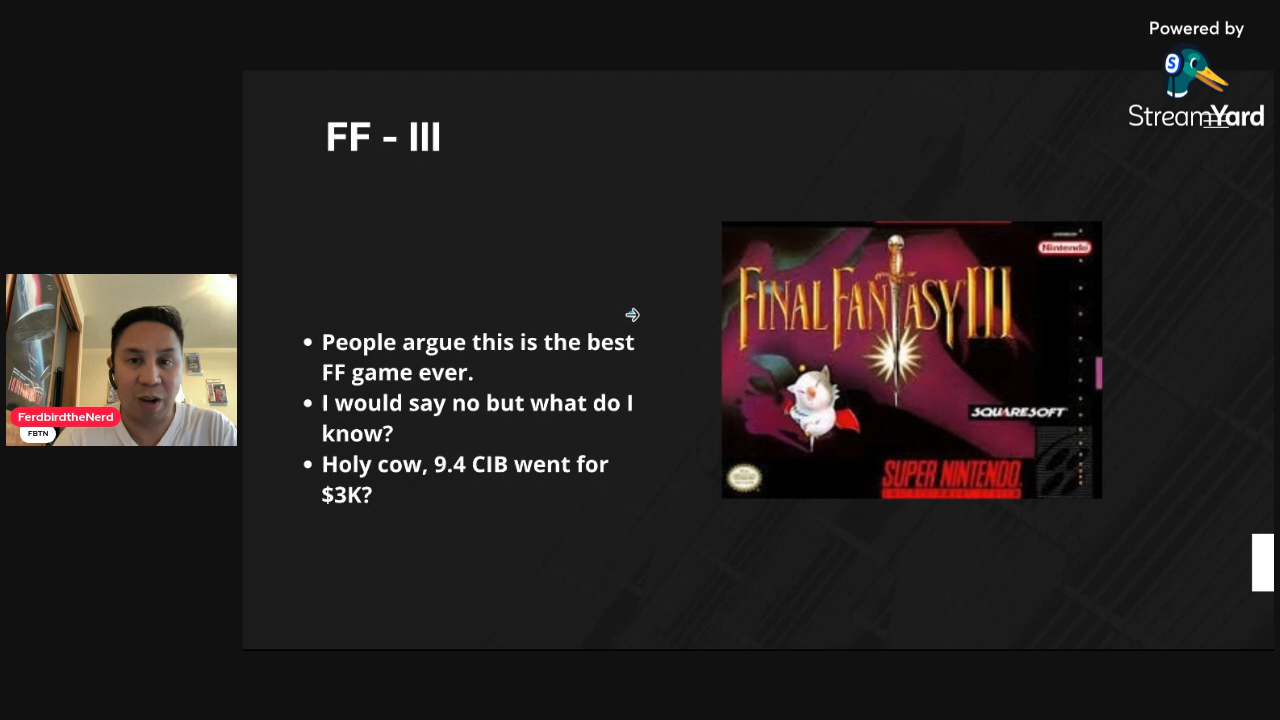 Powered by
S
StreamYard
FF - III
• People argue this is the best
FF game ever.
• I would say no but what do I
know?
• Holy cow, 9.4 CIB went for
$3K?
Nintendo
FINAL FANTASY III
SQUARESOFT
SUPER NINTENDO
FerdbirdtheNerd
FBTN